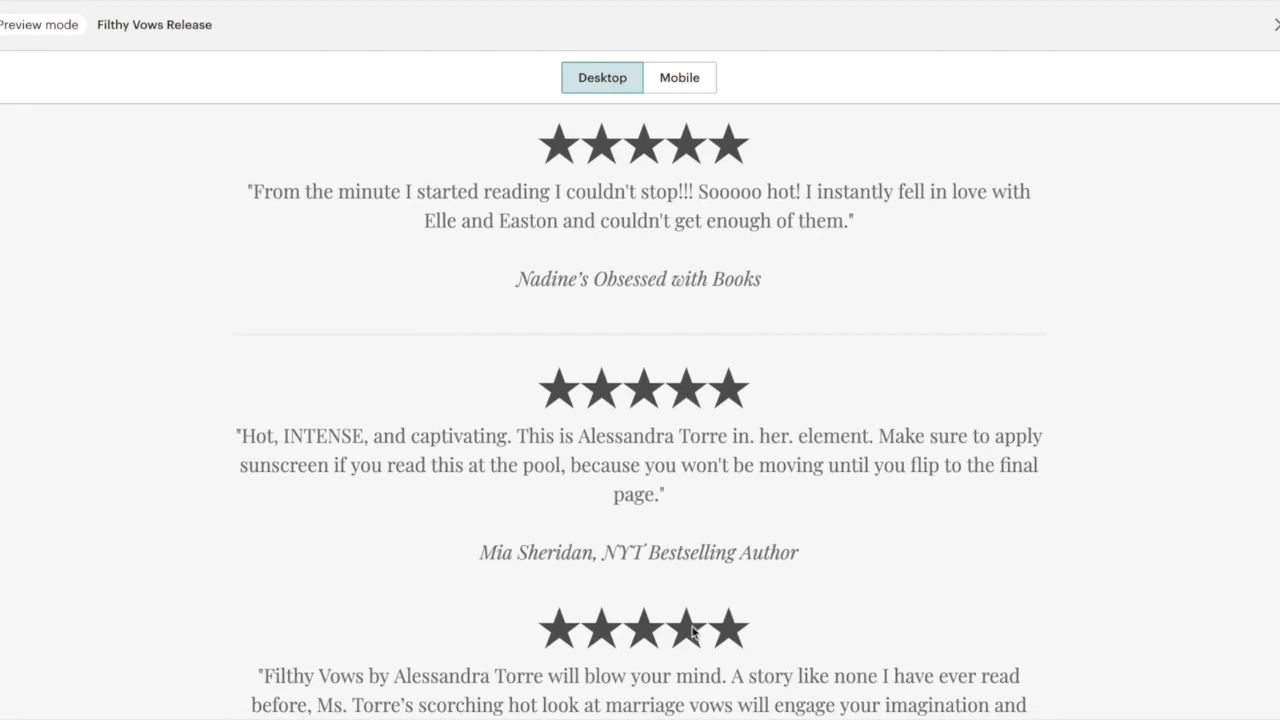 Preview mode Filthy Vows Release
Desktop Mobile
"From the minute I started reading I couldn't stop!!! Sooooo hot! I instantly fell in love with
Elle and Easton and couldn't get enough of them."
Nadine’s Obsessed with Books
"Hot, INTENSE, and captivating. This is Alessandra Torre in. her. element. Make sure to apply
sunscreen if you read this at the pool, because you won't be moving until you flip to the final
page."
Mia Sheridan, NYT Bestselling Author
"Filthy Vows by Alessandra Torre will blow your mind. A story like none I have ever read
before, Ms. Torre’s scorching hot look at marriage vows will engage your imagination and